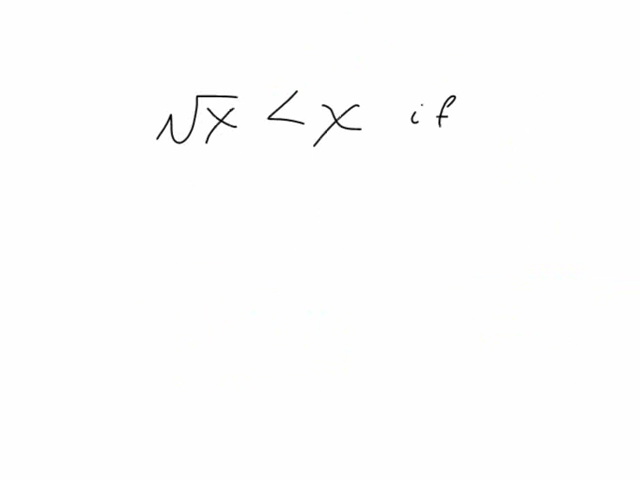 √x < x if